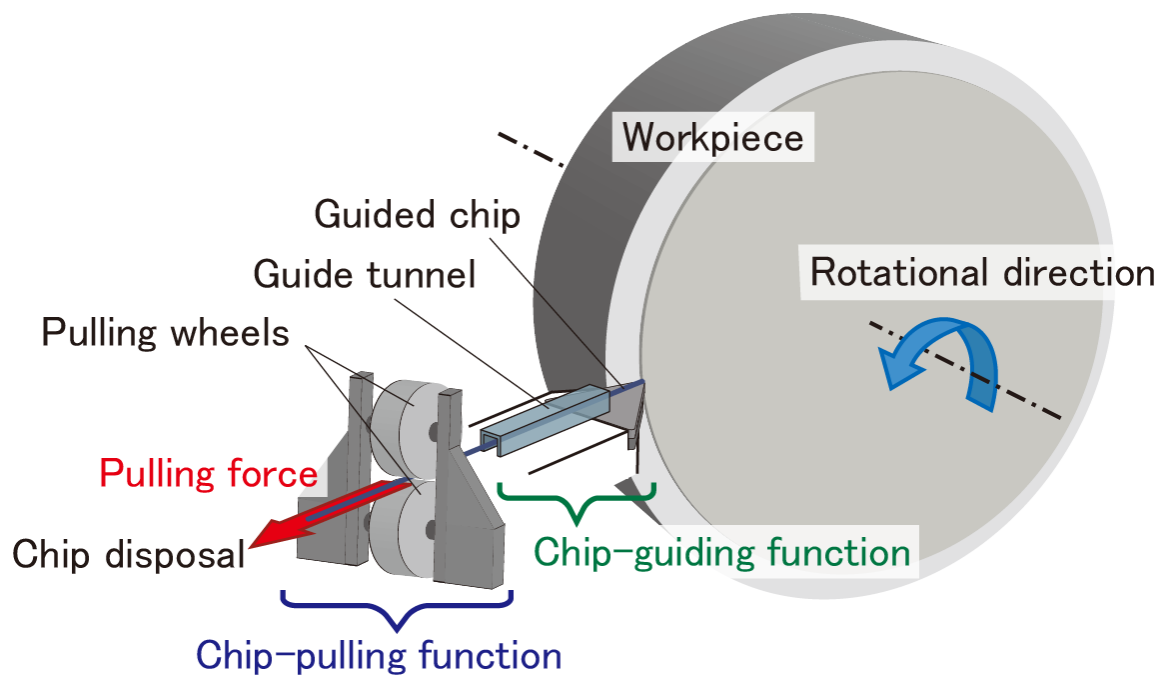 Workpiece
Guided chip
Guide tunnel
Rotational direction
Pulling wheels
Pulling force
Chip disposal
Chip-guiding function
Chip-pulling function